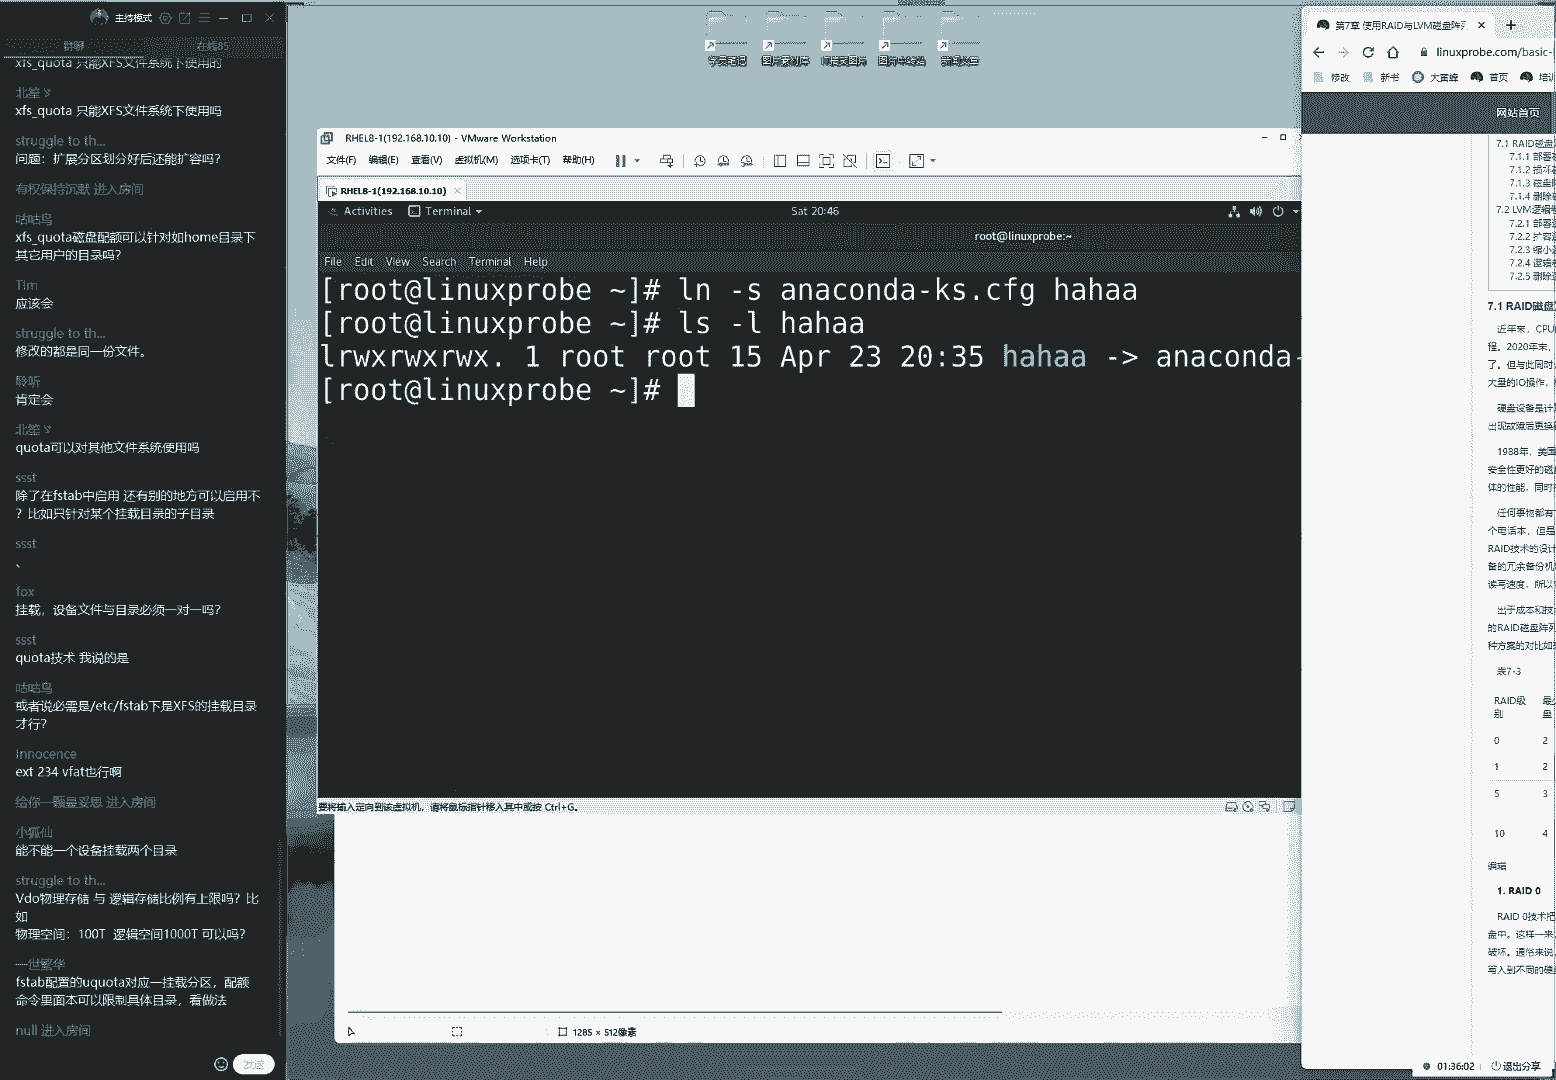 主持模式
群聊
在线85
xfs_quota 只能XFS文件系统下使用的
北笙
xfs_quota 只能XFS文件系统下使用吗
struggle to th...
问题：扩展分区划分好后还能扩容吗？
有权保持沉默 进入房间
咕咕鸟
xfs_quota磁盘配额可以针对如home目录下
其它用户的目录吗？
Tim
应该会
struggle to th...
修改的都是同一份文件。
聆听
肯定会
北笙
quota可以对其他文件系统使用吗
ssst
除了在fstab中启用 还有别的地方可以启用不
？比如只针对某个挂载目录的子目录
ssst
、
fox
挂载，设备文件与目录必须一对一吗？
ssst
quota技术 我说的是
咕咕鸟
或者说必需是/etc/fstab下是XFS的挂载目录
才行？
Innocence
ext 234 vfat也行啊
进入房间
小狐仙
能不能一个设备挂载两个目录
struggle to th...
Vdo物理存储 与 逻辑存储比例有上限吗？比
如
物理空间：100T 逻辑空间1000T 可以吗？
一世繁华
fstab配置的uquota对应一挂载分区，配额
命令里面本可以限制具体目录，看做法
null 进入房间
发送
RHEL8-1(192.168.10.10) - VMware Workstation
文件(F) 编辑(E) 查看(V) 虚拟机(M) 选项卡(T) 帮助(H)
RHEL8-1(192.168.10.10)
Activities Terminal Sat 20:46
root@linuxprobe:~
File Edit View Search Terminal Help
[root@linuxprobe ~]# ln -s anaconda-ks.cfg hahaa
[root@linuxprobe ~]# ls -l hahaa
lrwxrwxrwx. 1 root root 15 Apr 23 20:35 hahaa -> anaconda-
[root@linuxprobe ~]#
要将输入定向到该虚拟机，请将鼠标指针移入其中或按 Ctrl+G。
1285 × 512像素
第7章 使用RAID与LVM磁盘阵列
linuxprobe.com/basic-
修改 新书 大黄蜂 首页 培训
网站首页
7.1 RAID磁盘
7.1.1 部署
7.1.2 损坏
7.1.3 磁盘
7.1.4 删除
7.2 LVM逻辑
7.2.1 部署
7.2.2 扩容
7.2.3 缩小
7.2.4 逻辑
7.2.5 删除
7.1 RAID磁盘
近年来，CPU
程。2020年末，
了。但与此同时，
大量的IO操作，
硬盘设备是计
出现故障后更换
1988年，美国
安全性更好的磁
体的性能，同时
任何事物都有
个电话本，但是
RAID技术的设计
备的冗余备份机
读写速度，所以
出于成本和技
的RAID磁盘阵列
种方案的对比如
表7-3
RAID级别 最少
盘
0 2
1 2
5 3
10 4
编辑
1. RAID 0
RAID 0技术把
盘中。这样一来，
破坏。通俗来说，
写入到不同的硬
01:36:02 退出分享